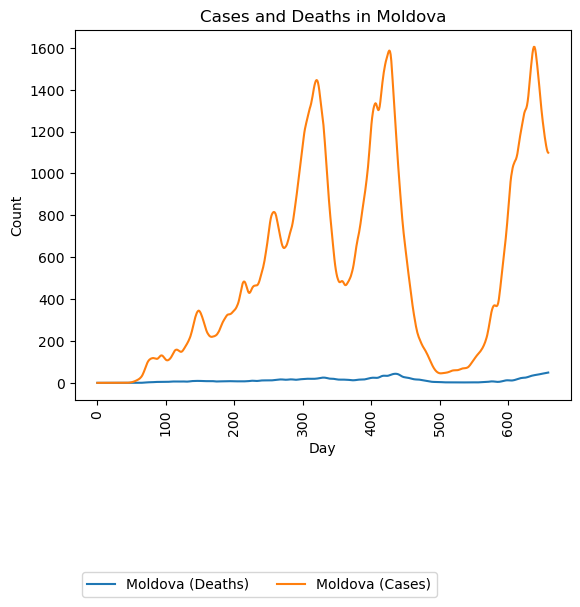 Cases and Deaths in Moldova
1600
1400
1200
1000
800
600
400
200
0
Count
0 100 200 300 400 500 600
Day
Moldova (Deaths) Moldova (Cases)